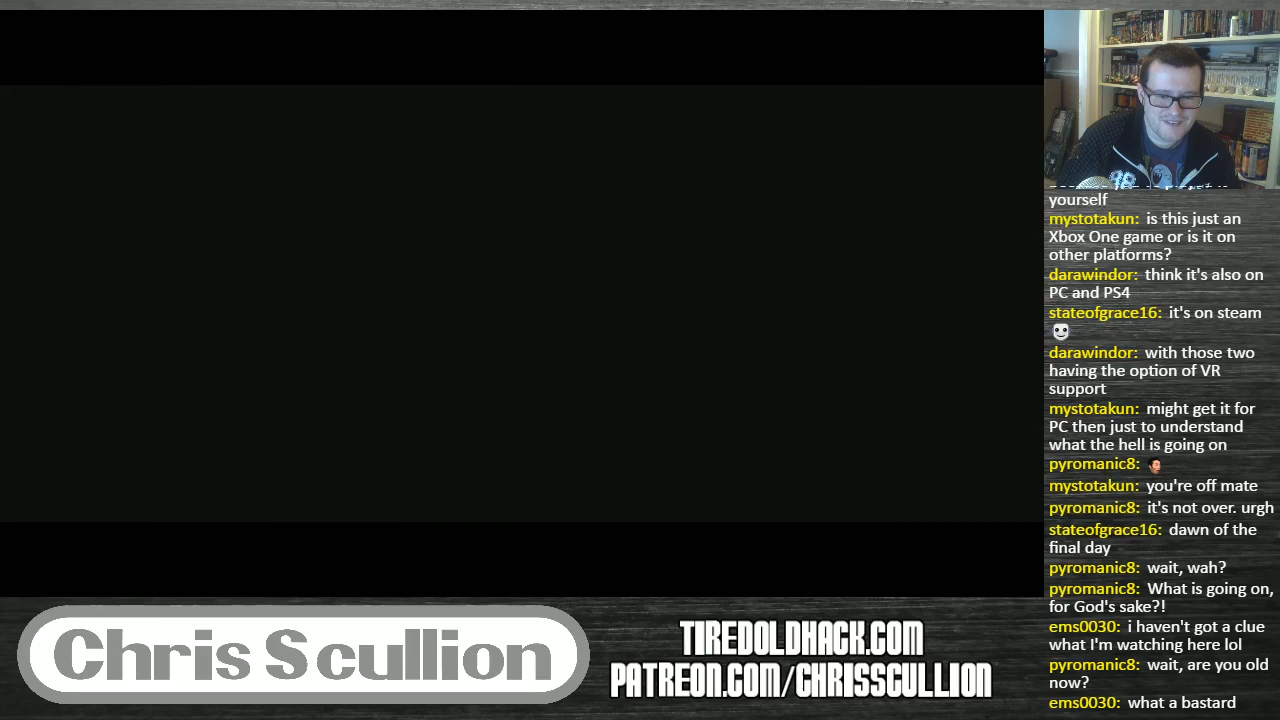 yourself
mystotakun: is this just an
Xbox One game or is it on
other platforms?
darawindor: think it's also on
PC and PS4
stateofgrace16: it's on steam
darawindor: with those two
having the option of VR
support
mystotakun: might get it for
PC then just to understand
what the hell is going on
pyromanic8:
mystotakun: you're off mate
pyromanic8: it's not over. urgh
stateofgrace16: dawn of the
final day
pyromanic8: wait, wah?
pyromanic8: What is going on,
for God's sake?!
ems0030: i haven't got a clue
what I'm watching here lol
pyromanic8: wait, are you old
now?
ems0030: what a bastard
Chris Scullion
TIREDOLDHACK.COM
PATREON.COM/CHRISSCULLION